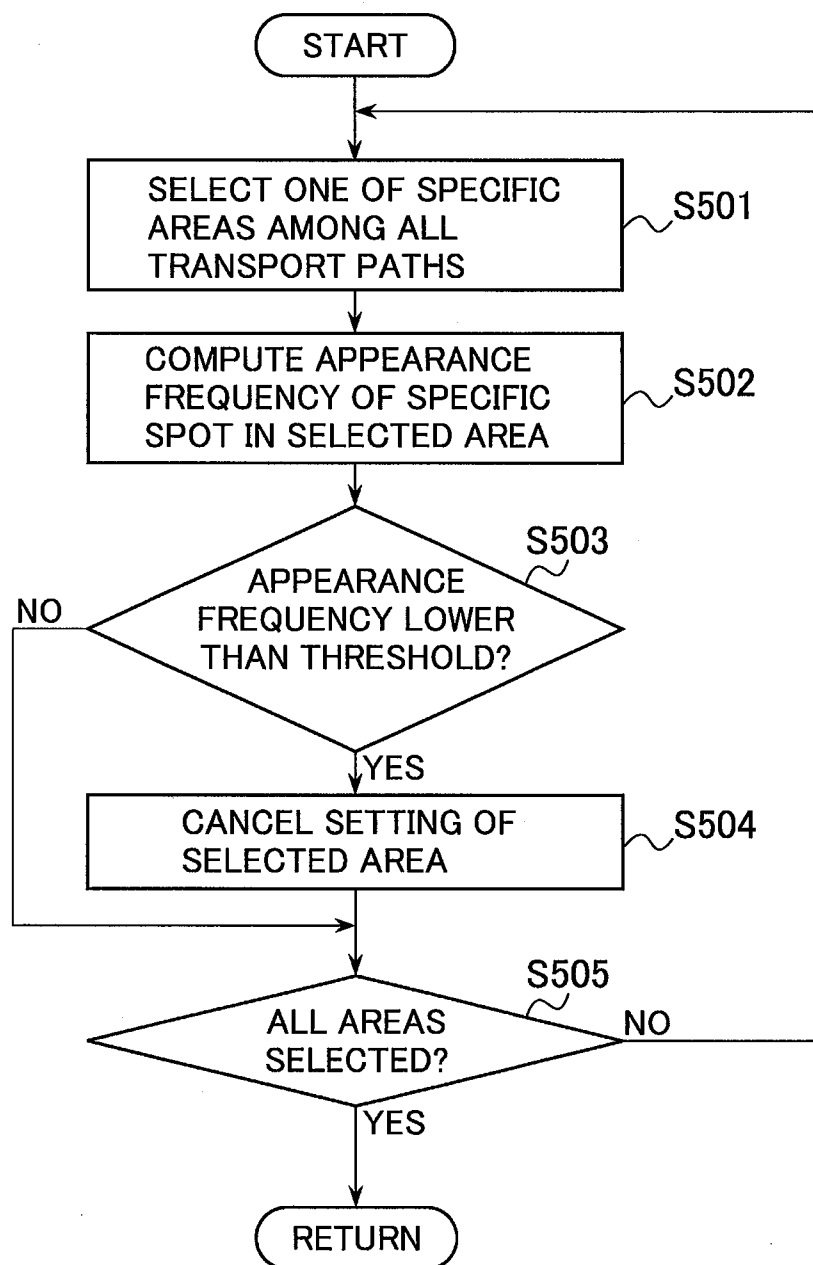 START
SELECT ONE OF SPECIFIC
AREAS AMONG ALL
TRANSPORT PATHS
S501
COMPUTE APPEARANCE
FREQUENCY OF SPECIFIC
SPOT IN SELECTED AREA
S502
S503
APPEARANCE
FREQUENCY LOWER
THAN THRESHOLD?
NO
YES
CANCEL SETTING OF
SELECTED AREA
S504
S505
ALL AREAS
SELECTED?
NO
YES
RETURN